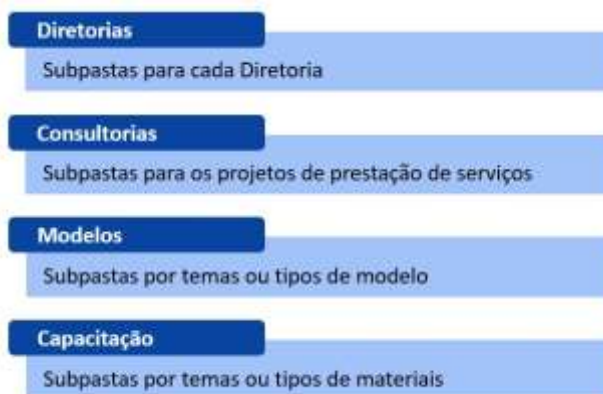 Diretorias
Subpastas para cada Diretoria
Consultorias
Subpastas para os projetos de prestação de serviços
Modelos
Subpastas por temas ou tipos de modelo
Capacitação
Subpastas por temas ou tipos de materiais